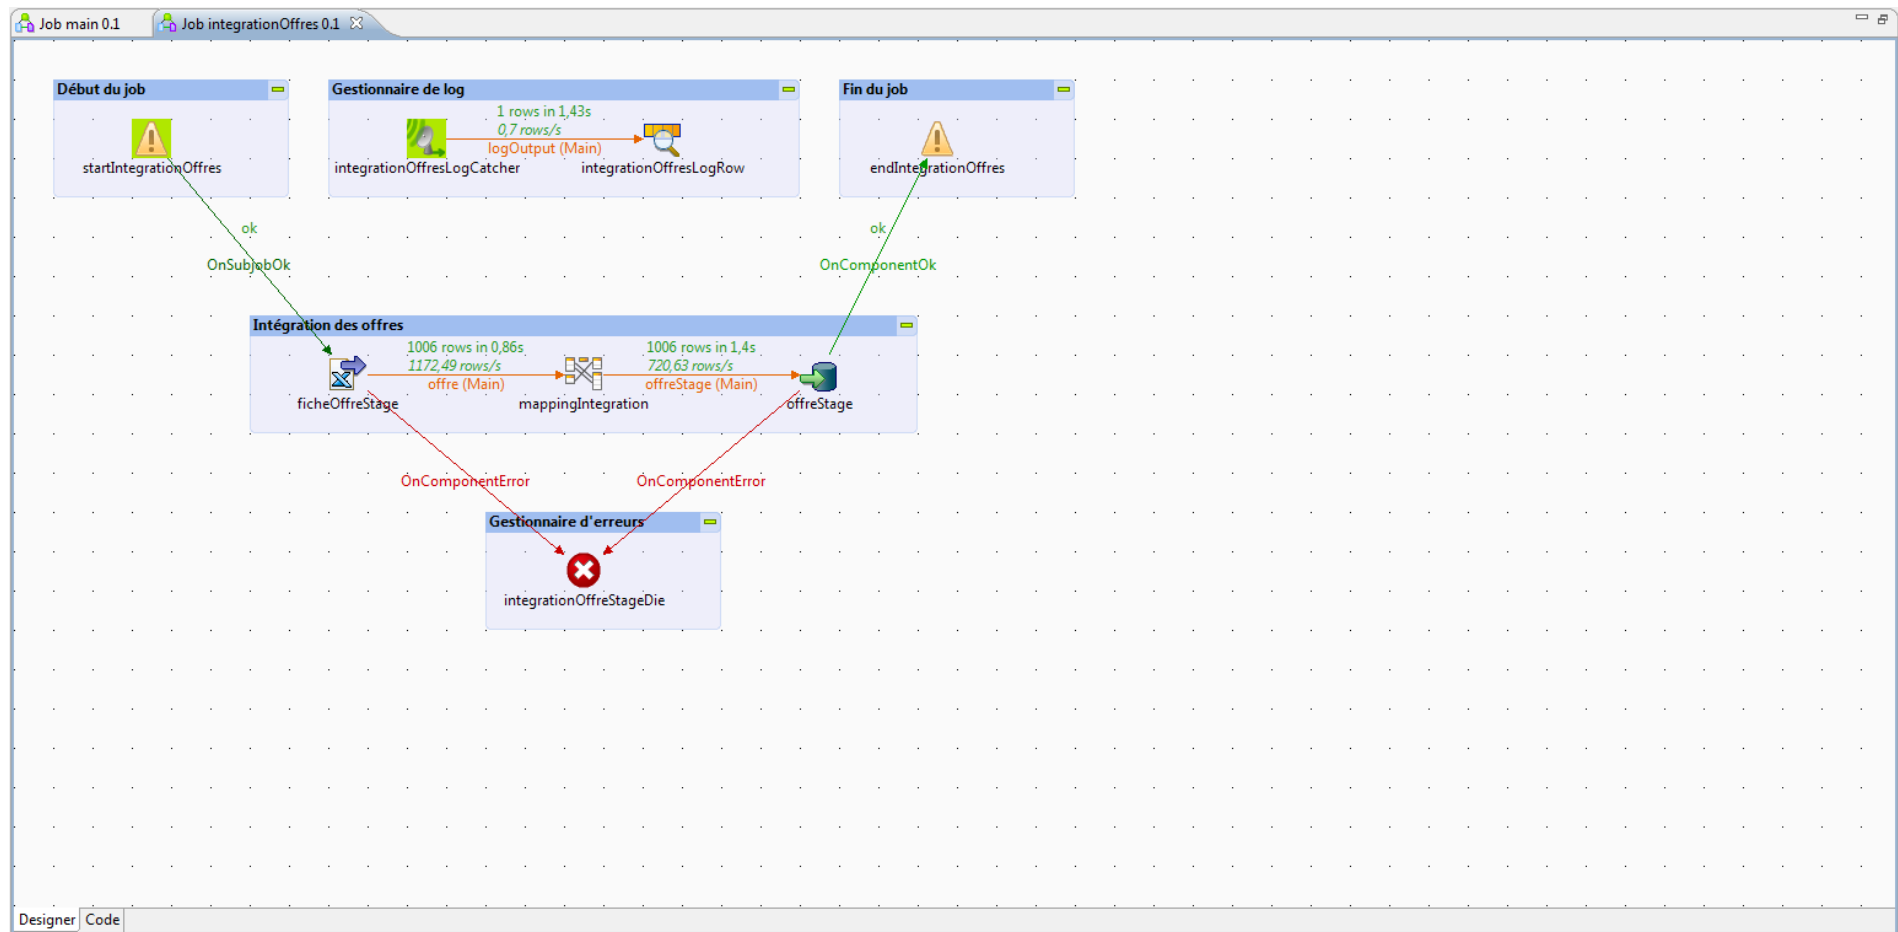 Job main 0.1
Job integrationOffres 0.1
Début du job
Gestionnaire de log
Fin du job
1 rows in 1,43s
0,7 rows/s
logOutput (Main)
startIntegrationOffres
integrationOffresLogCatcher
integrationOffresLogRow
endIntegrationOffres
ok
ok
OnSubjobOk
OnComponentOk
Intégration des offres
1006 rows in 0,86s
1172,49 rows/s
offre (Main)
1006 rows in 1,4s
720,63 rows/s
offreStage (Main)
ficheOffreStage
mappingIntegration
offreStage
OnComponentError
OnComponentError
Gestionnaire d'erreurs
integrationOffreStageDie
Designer
Code